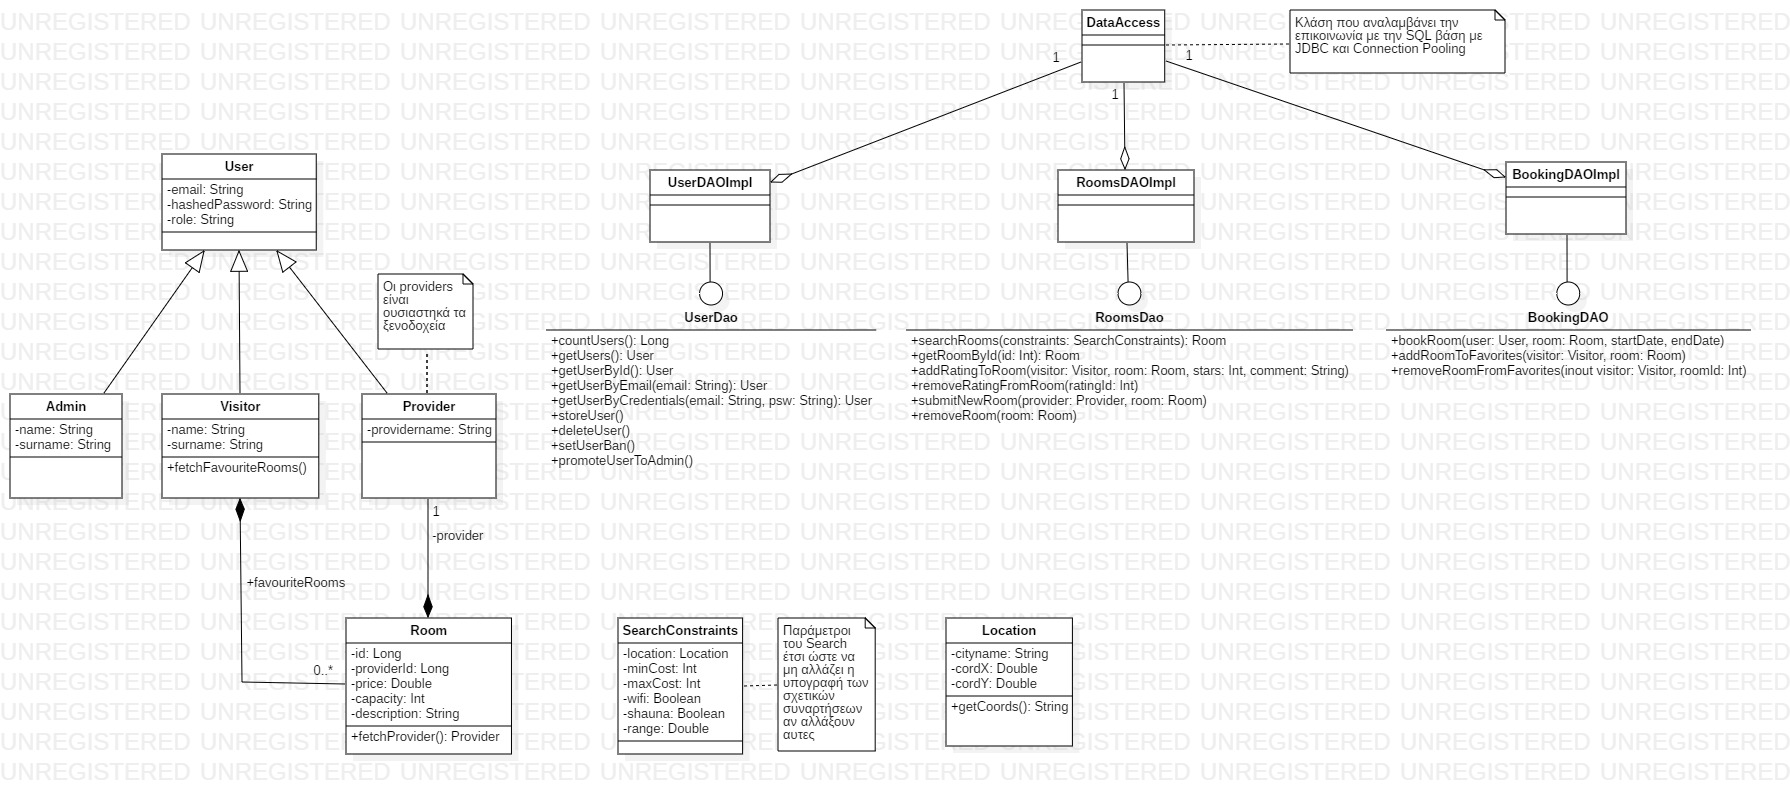 DataAccess
Κλάση που αναλαμβάνει την
επικοινωνία με την SQL βάση με
JDBC και Connection Pooling
1
1
1
User
-email: String
-hashedPassword: String
-role: String
UserDAOImpl
RoomsDAOImpl
BookingDAOImpl
Οι providers
είναι
ουσιαστηκά τα
ξενοδοχεία
UserDao
+countUsers(): Long
+getUsers(): User
+getUserById(): User
+getUserByEmail(email: String): User
+getUserByCredentials(email: String, psw: String): User
+storeUser()
+deleteUser()
+setUserBan()
+promoteUserToAdmin()
RoomsDao
+searchRooms(constraints: SearchConstraints): Room
+getRoomById(id: Int): Room
+addRatingToRoom(visitor: Visitor, room: Room, stars: Int, comment: String)
+removeRatingFromRoom(ratingId: Int)
+submitNewRoom(provider: Provider, room: Room)
+removeRoom(room: Room)
BookingDAO
+bookRoom(user: User, room: Room, startDate, endDate)
+addRoomToFavorites(visitor: Visitor, room: Room)
+removeRoomFromFavorites(inout visitor: Visitor, roomId: Int)
Admin
-name: String
-surname: String
Visitor
-name: String
-surname: String
+fetchFavouriteRooms()
Provider
-providername: String
1
-provider
+favouriteRooms
0..*
Room
-id: Long
-providerId: Long
-price: Double
-capacity: Int
-description: String
+fetchProvider(): Provider
SearchConstraints
-location: Location
-minCost: Int
-maxCost: Int
-wifi: Boolean
-shauna: Boolean
-range: Double
Παράμετροι
του Search
έτσι ώστε να
μη αλλάζει η
υπογραφή των
σχετικών
συναρτήσεων
αν αλλάξουν
αυτες
Location
-cityname: String
-cordX: Double
-cordY: Double
+getCoords(): String
UNREGISTERED